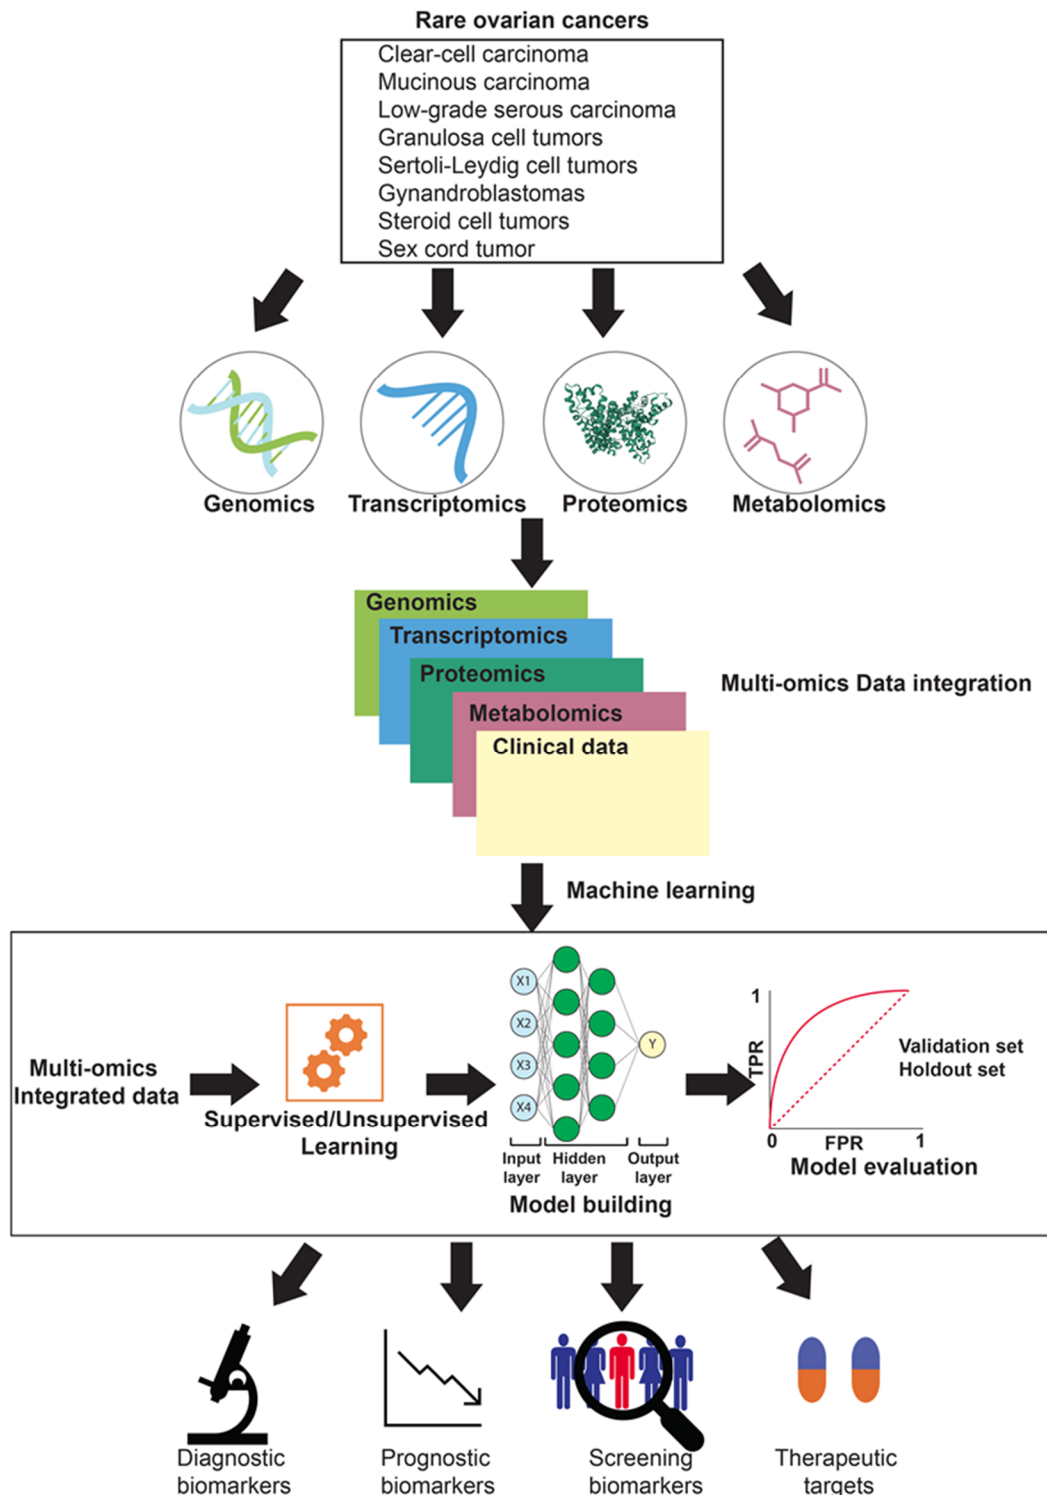 Rare ovarian cancers
Clear-cell carcinoma
Mucinous carcinoma
Low-grade serous carcinoma
Granulosa cell tumors
Sertoli-Leydig cell tumors
Gynandroblastomas
Steroid cell tumors
Sex cord tumor
Genomics
Transcriptomics
Proteomics
Metabolomics
Genomics
Transcriptomics
Proteomics
Metabolomics
Clinical data
Multi-omics Data integration
Machine learning
Multi-omics
Integrated data
Supervised/Unsupervised
Learning
X1
X2
X3
X4
Y
Input
layer
Hidden
layer
Output
layer
Model building
1
TPR
0
FPR
1
Validation set
Holdout set
Model evaluation
Diagnostic
biomarkers
Prognostic
biomarkers
Screening
biomarkers
Therapeutic
targets